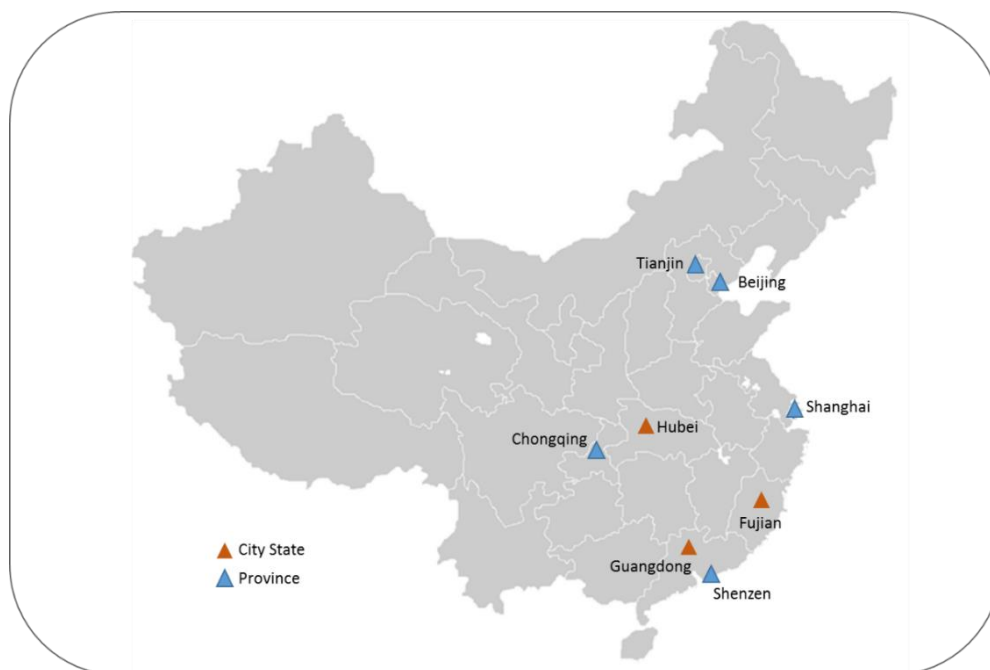 Tianjin
Beijing
Shanghai
Hubei
Chongqing
Fujian
City State
Guangdong
Province
Shenzen